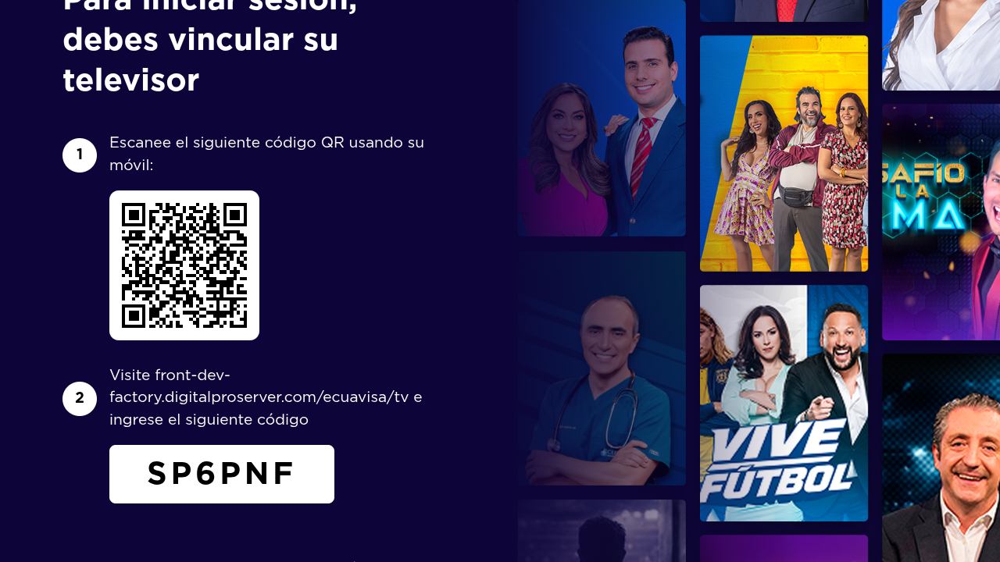 Para iniciar sesión,
debes vincular su
televisor
1
Escanee el siguiente código QR usando su
móvil:
2
Visite front-dev-
factory.digitalproserver.com/ecuavisa/tv e
ingrese el siguiente código
SP6PNF
VIVE
FÚTBOL
SAFÍO
LA
MA